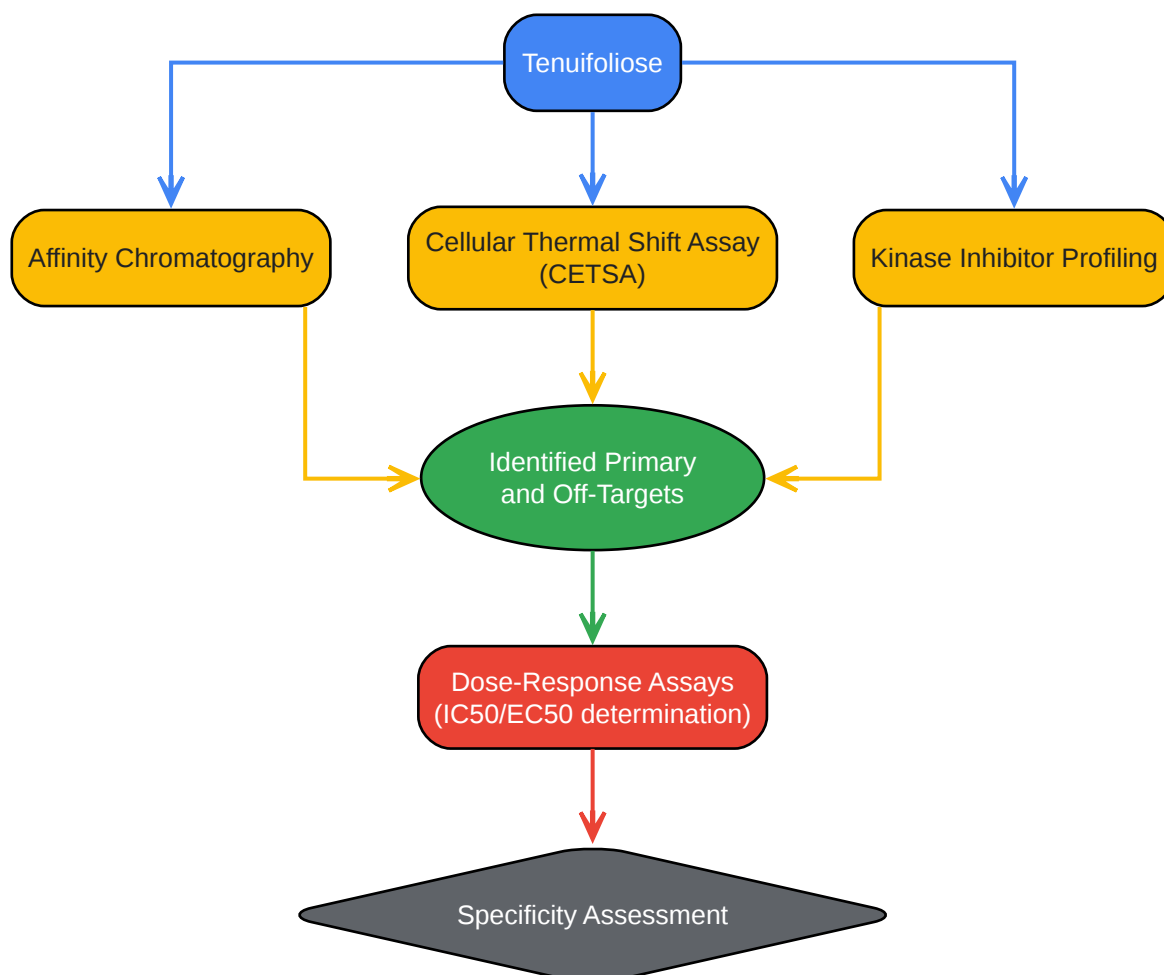 Tenuifoliose
Affinity Chromatography
Cellular Thermal Shift Assay
(CETSA)
Kinase Inhibitor Profiling
Identified Primary
and Off-Targets
Dose-Response Assays
(IC50/EC50 determination)
Specificity Assessment